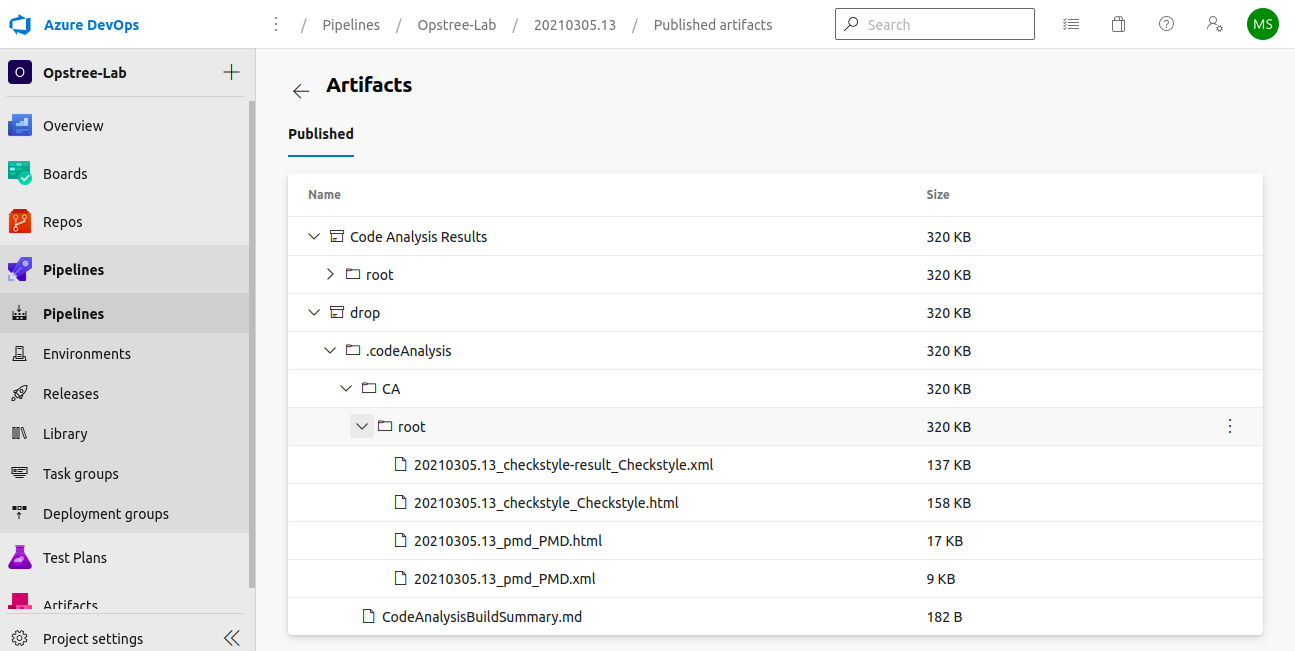 Azure DevOps / Pipelines / Opstree-Lab / 20210305.13 / Published artifacts Search MS
O Opstree-Lab
Overview
Boards
Repos
Pipelines
Pipelines
Environments
Releases
Library
Task groups
Deployment groups
Test Plans
Artifacts
Project settings
Artifacts
Published
Name Size
Code Analysis Results 320 KB
root 320 KB
drop 320 KB
.codeAnalysis 320 KB
CA 320 KB
root 320 KB
20210305.13_checkstyle-result_Checkstyle.xml 137 KB
20210305.13_checkstyle_Checkstyle.html 158 KB
20210305.13_pmd_PMD.html 17 KB
20210305.13_pmd_PMD.xml 9 KB
CodeAnalysisBuildSummary.md 182 B